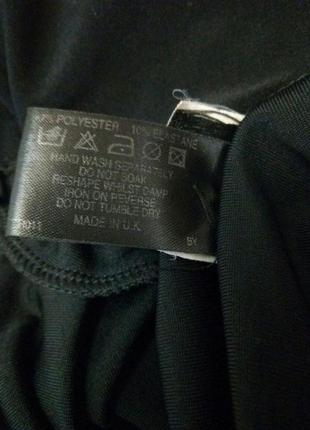 POLYESTER 10% ELASTANE
HAND WASH SEPARATELY
DO NOT SOAK
RESHAPE WHILST DAMP
IRON ON REVERSE
DO NOT TUMBLE DRY
MADE IN U.K.
BY